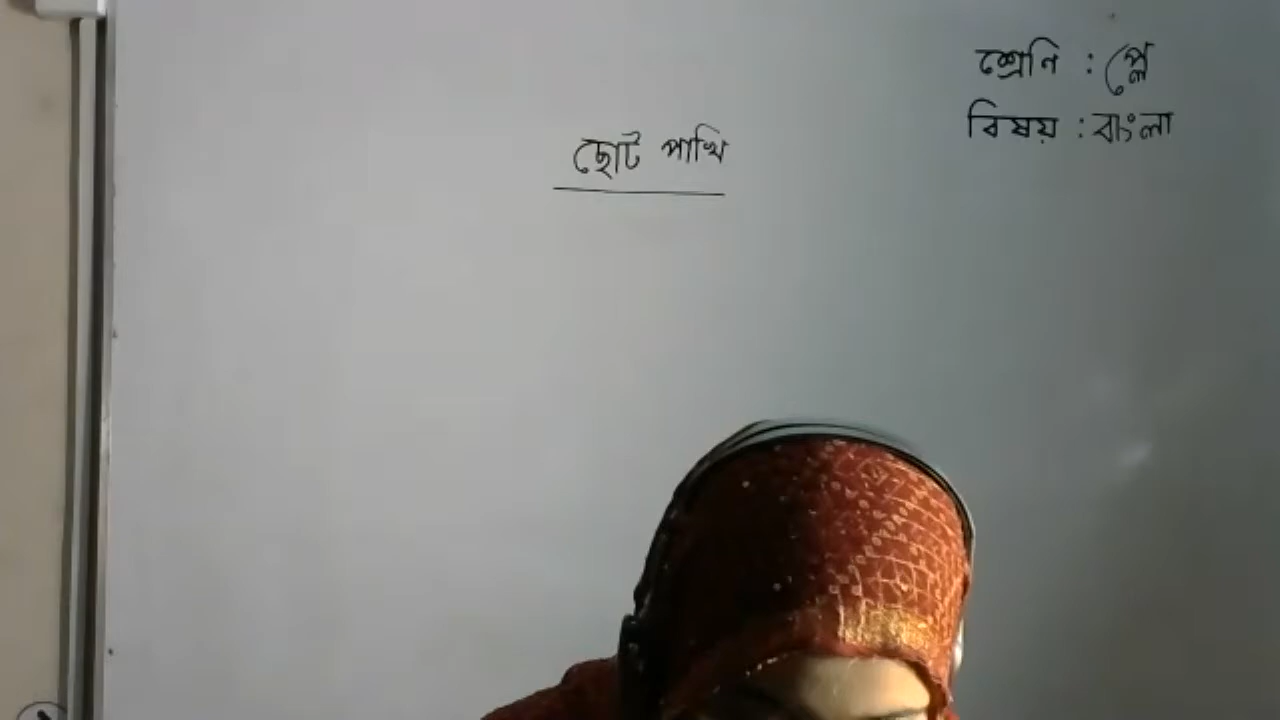 শ্রেণি : প্লে
বিষয় : বাংলা
ছোট পাখি